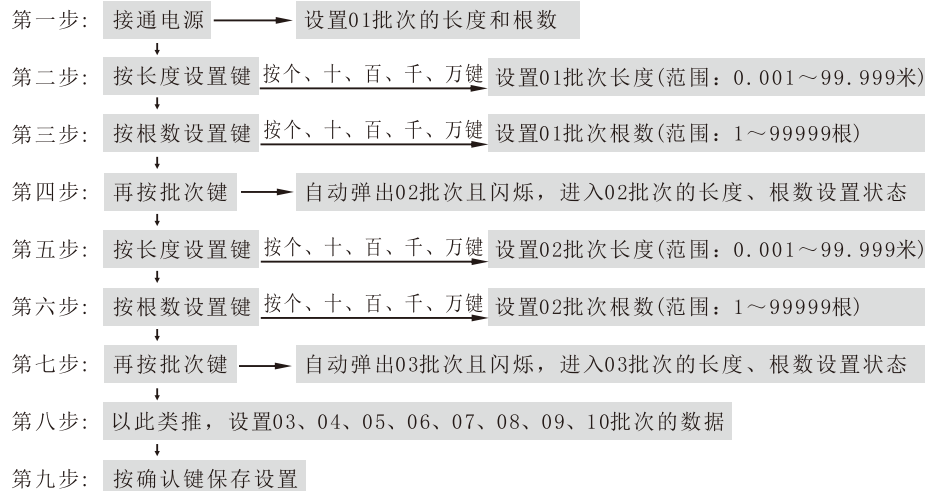 第一步: 接通电源 设置01批次的长度和根数
第二步: 按长度设置键 按个、十、百、千、万键 设置01批次长度(范围: 0.001～99.999米)
第三步: 按根数设置键 按个、十、百、千、万键 设置01批次根数(范围: 1～99999根)
第四步: 再按批次键 自动弹出02批次且闪烁，进入02批次的长度、根数设置状态
第五步: 按长度设置键 按个、十、百、千、万键 设置02批次长度(范围: 0.001～99.999米)
第六步: 按根数设置键 按个、十、百、千、万键 设置02批次根数(范围: 1～99999根)
第七步: 再按批次键 自动弹出03批次且闪烁，进入03批次的长度、根数设置状态
第八步: 以此类推，设置03、04、05、06、07、08、09、10批次的数据
第九步: 按确认键保存设置